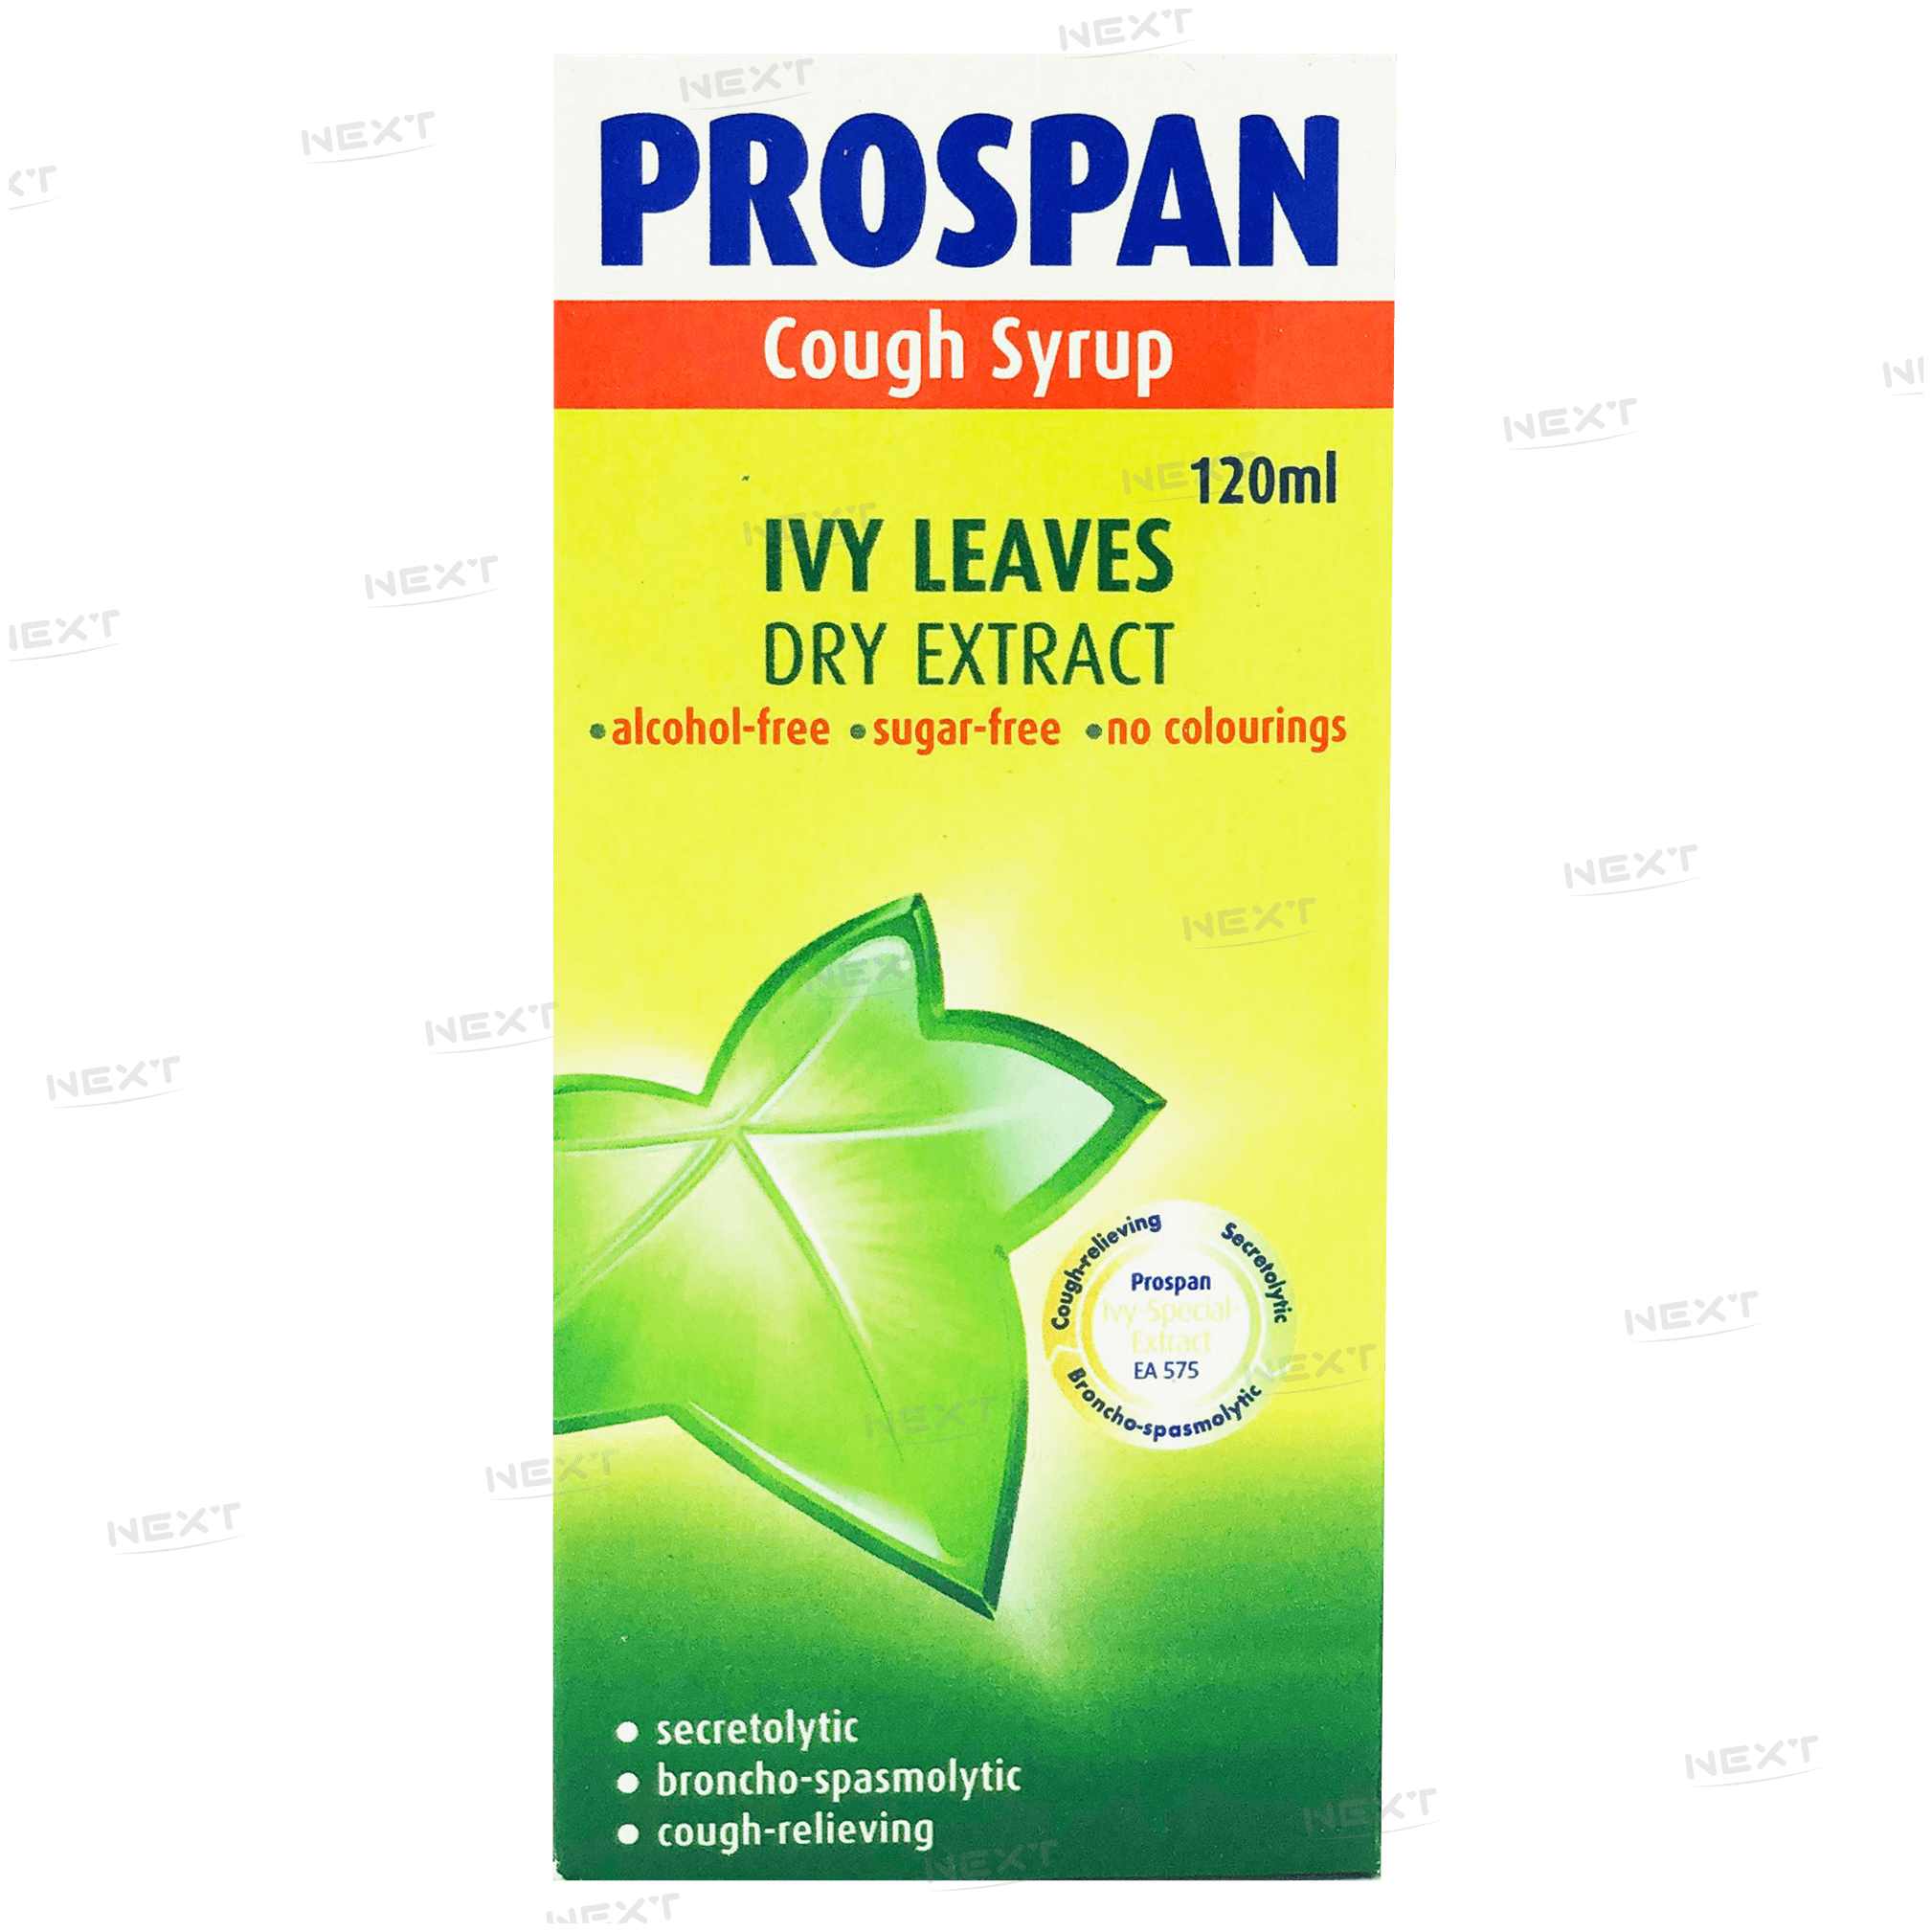 PROSPAN
Cough Syrup
120ml
IVY LEAVES
DRY EXTRACT
•alcohol-free •sugar-free •no colourings
Cough-relieving
Secretolytic
Prospan
Ivy-Special-
Extract
EA 575
Broncho-spasmolytic
• secretolytic
• broncho-spasmolytic
• cough-relieving
NEXT